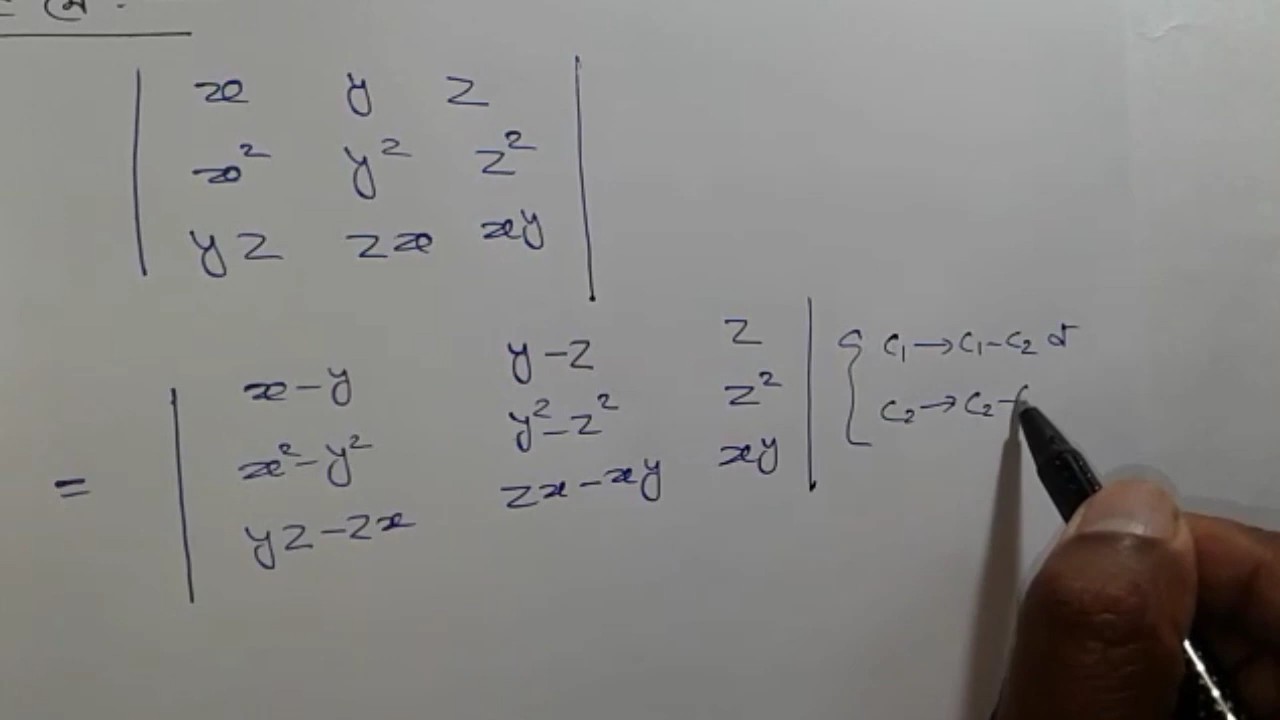 x y z
x² y² z²
yz zx xy
x-y y-z z
x²-y² y²-z² z²
= yz-zx zx-xy xy
C₁→C₁-C₂
C₂→C₂-